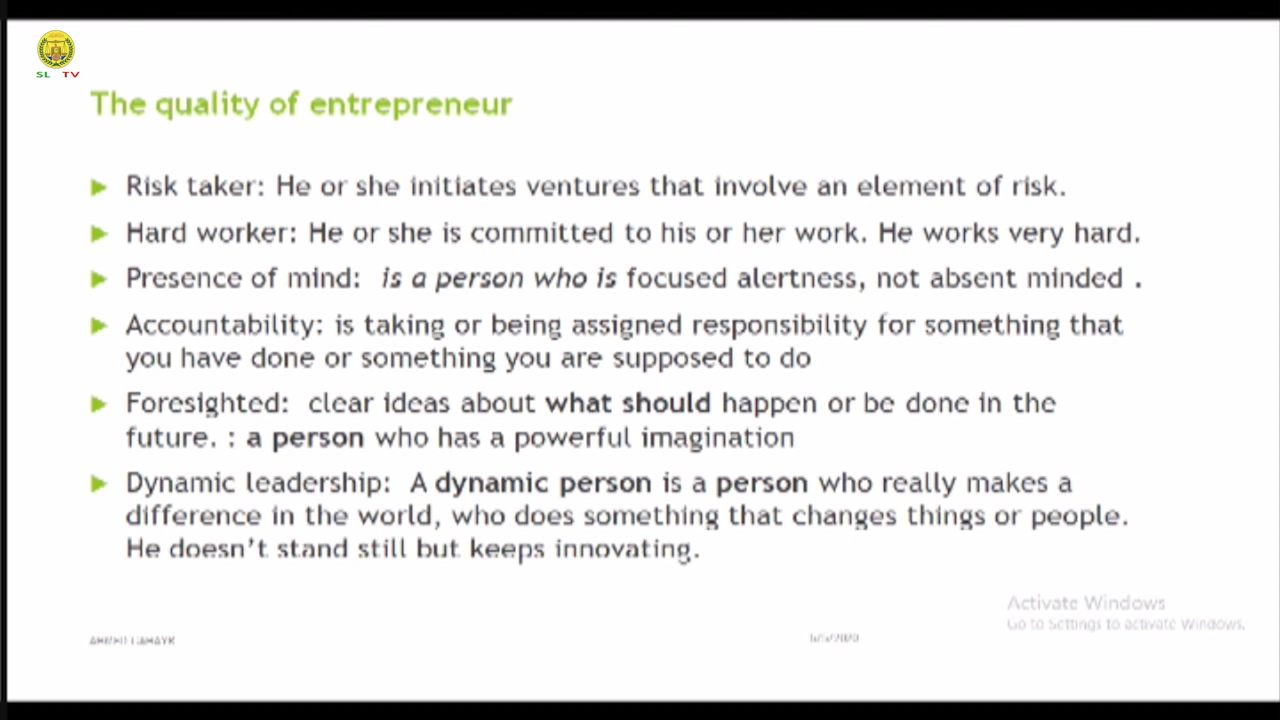 SL TV
The quality of entrepreneur
Risk taker: He or she initiates ventures that involve an element of risk.
Hard worker: He or she is committed to his or her work. He works very hard.
Presence of mind: is a person who is focused alertness, not absent minded .
Accountability: is taking or being assigned responsibility for something that
you have done or something you are supposed to do
Foresighted: clear ideas about what should happen or be done in the
future. : a person who has a powerful imagination
Dynamic leadership: A dynamic person is a person who really makes a
difference in the world, who does something that changes things or people.
He doesn't stand still but keeps innovating.
Activate Windows
Go to Settings to activate Windows.